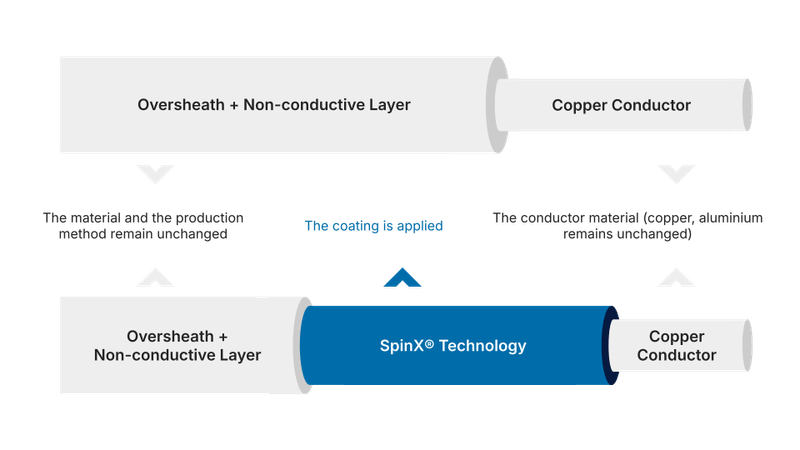 Oversheath + Non-conductive Layer
Copper Conductor
The material and the production
method remain unchanged
The coating is applied
The conductor material (copper, aluminium
remains unchanged)
Oversheath +
Non-conductive Layer
SpinX® Technology
Copper
Conductor